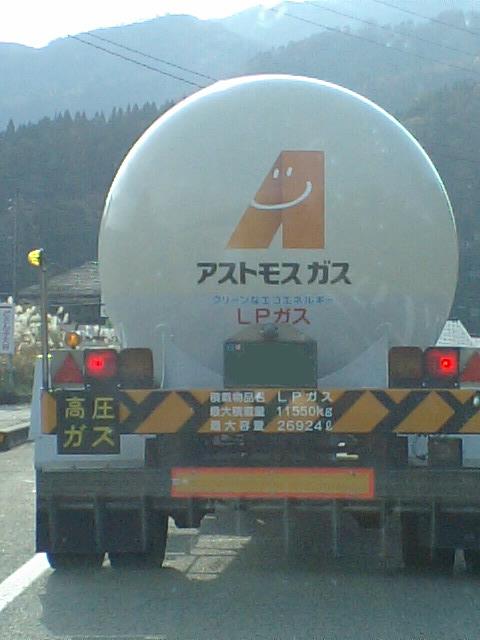 アストモスガス
クリーンなエコエネルギー
LPガス
積載物品名 LPガス
最大積載量 11550kg
最大容量 26924ℓ
高圧
ガス